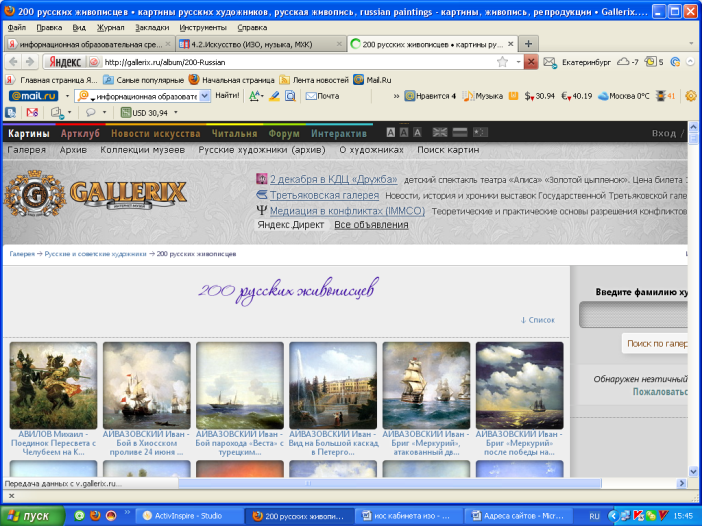 200 русских живописцев • картины русских художников, русская живопись, russian paintings - картины, живопись, репродукции • Gallerix....
Файл Правка Вид Журнал Закладки Инструменты Справка
информационная образовательная сре...
4.2.Искусство (ИЗО, музыка, МХК)
200 русских живописцев • картины ру...
Яндекс http://gallerix.ru/album/200-Russian Екатеринбург -7 5
Главная страница Я... Самые популярные Начальная страница Лента новостей Mail.Ru
@mail.ru информационная образовате Найти! Почта » Нравится 4 Музыка $ 30.94 € 40.19 Москва 0°C 41
USD 30,94
Картины Артклуб Новости искусства Читальня Форум Интерактив А А А Вход /
Галерея Архив Коллекции музеев Русские художники (архив) О художниках Поиск картин
G GALLERIX
2 декабря в КДЦ «Дружба» детский спектакль театра «Алиса» «Золотой цыпленок». Цена билета
Третьяковская галерея Новости, история и хроники выставок Государственной Третьяковской гале
Медиация в конфликтах (IMMCO) Теоретические и практические основы разрешения конфликтов
Яндекс.Директ Все объявления
Галерея → Русские и советские художники → 200 русских живописцев
200 русских живописцев
↓ Список
Введите фамилию ху
Поиск по галер
Обнаружен неэтичный
Пожаловатьс
АВИЛОВ Михаил - Поединок Пересвета с Челубеем на К...
АЙВАЗОВСКИЙ Иван - Бой в Хиосском проливе 24 июня ...
АЙВАЗОВСКИЙ Иван - Бой парохода «Веста» с турецким...
АЙВАЗОВСКИЙ Иван - Вид на Большой каскад в Петерго...
АЙВАЗОВСКИЙ Иван - Бриг "Меркурий", атакованный дв...
АЙВАЗОВСКИЙ Иван - Бриг «Меркурий» после победы на...
Передача данных с v.gallerix.ru...
пуск » ActivInspire - Studio 200 русских живопи... иос кабинета изо - ... Адреса сайтов - Micr... RU 15:45